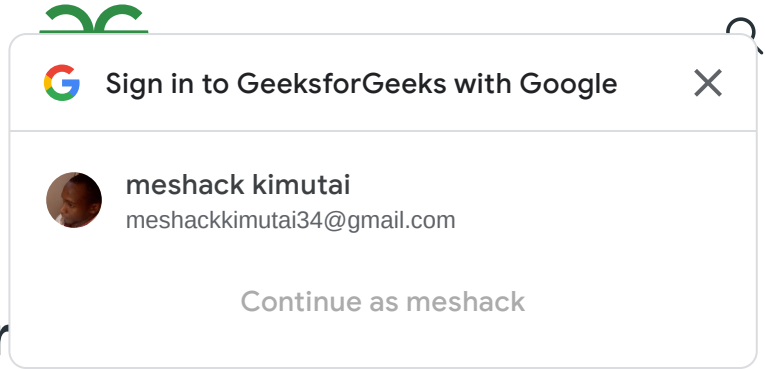 Sign in to GeeksforGeeks with Google
meshack kimutai
meshackkimutai34@gmail.com
Continue as meshack